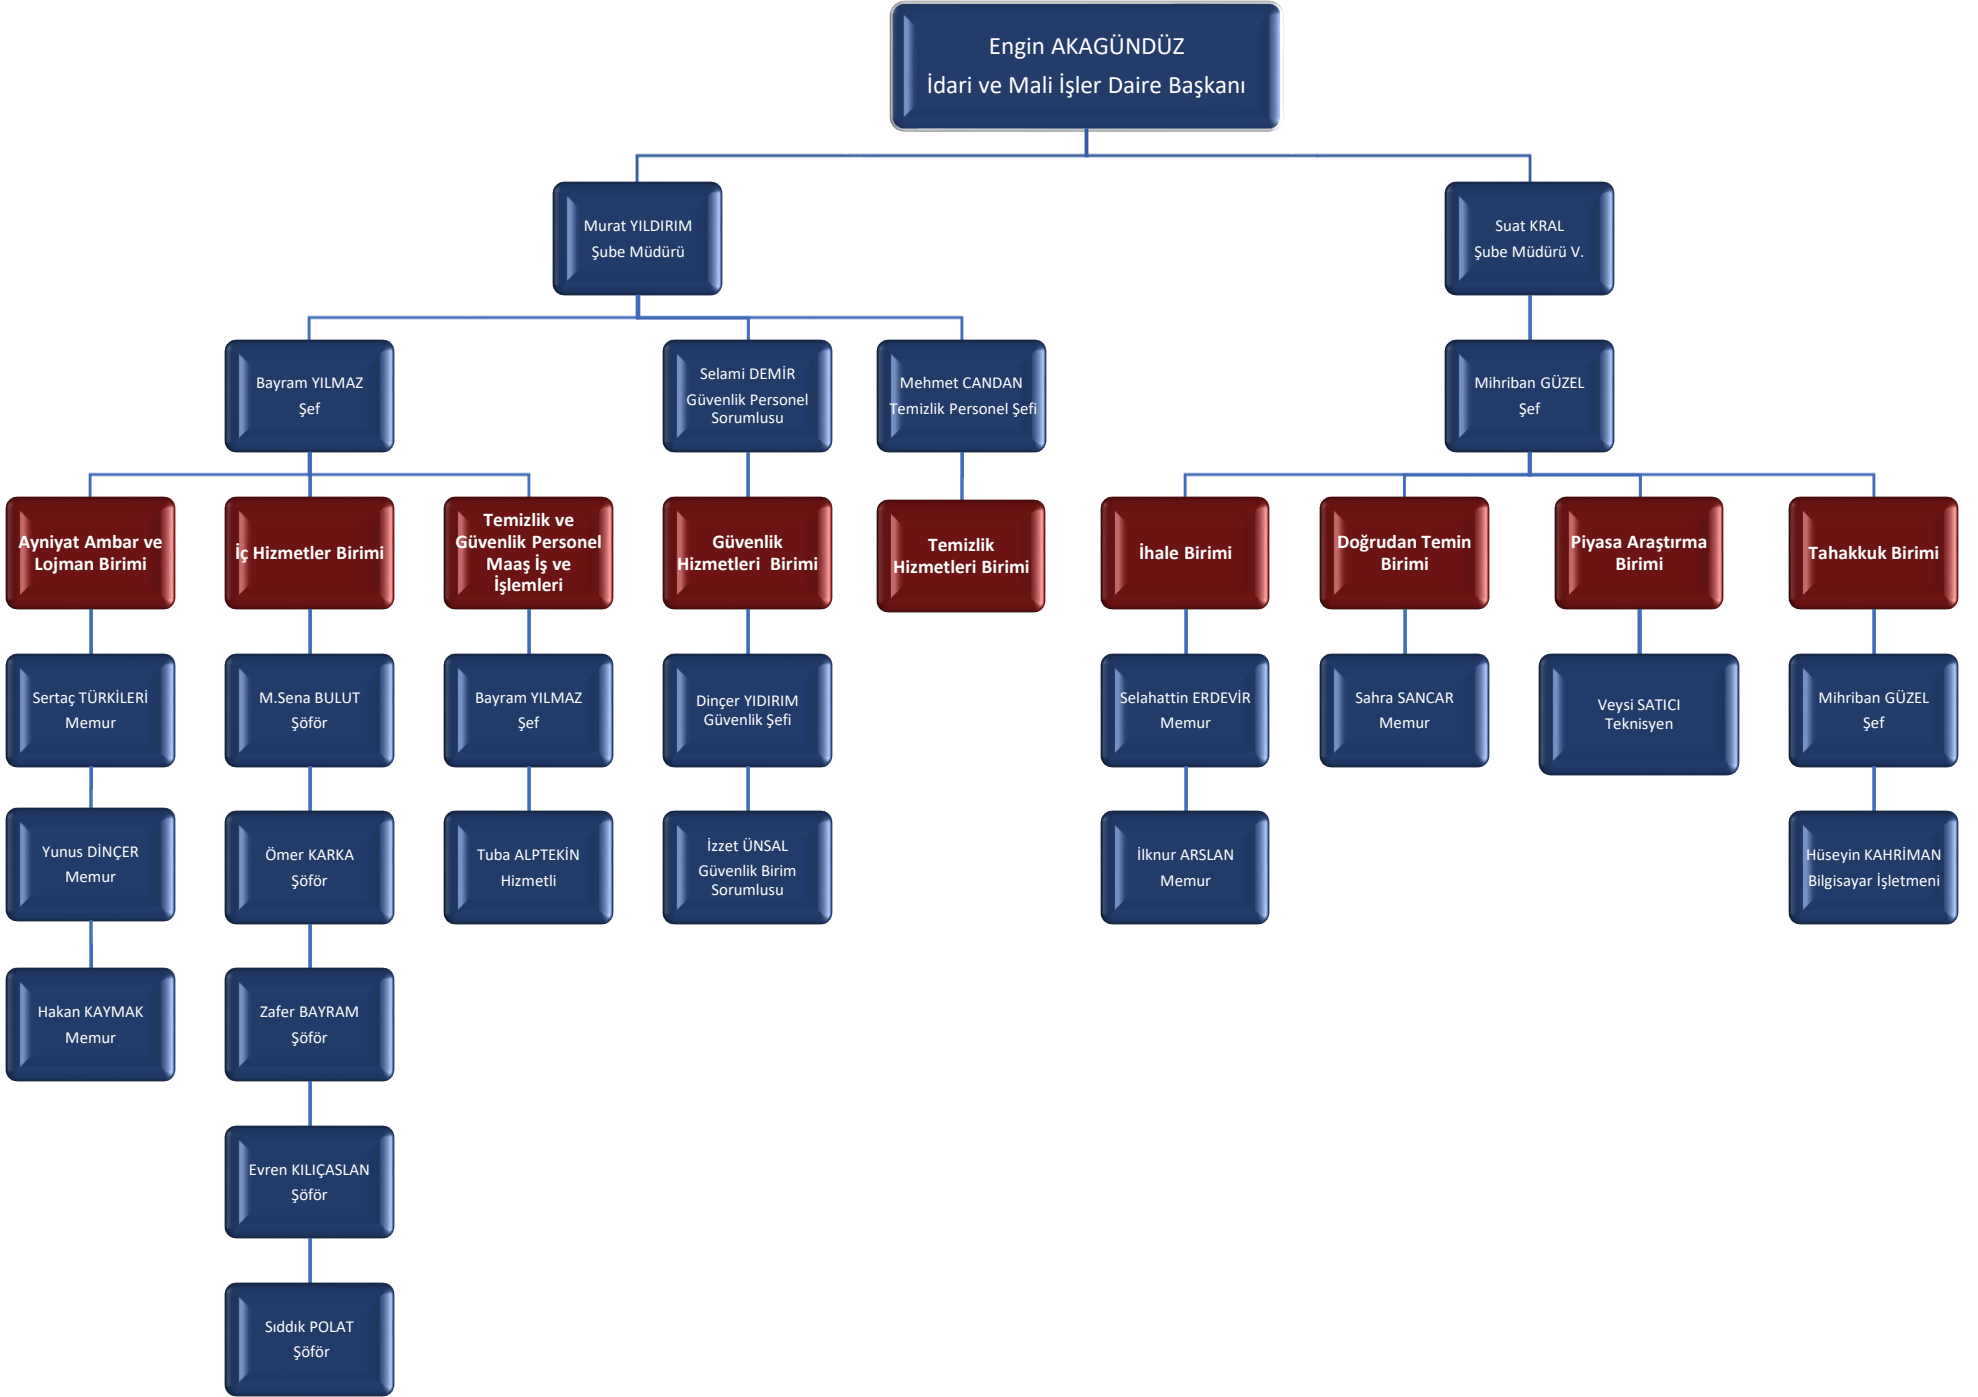 Engin AKAGÜNDÜZ
İdari ve Mali İşler Daire Başkanı
Murat YILDIRIM
Şube Müdürü
Suat KRAL
Şube Müdürü V.
Bayram YILMAZ
Şef
Selami DEMİR
Güvenlik Personel
Sorumlusu
Mehmet CANDAN
Temizlik Personel Şefi
Mihriban GÜZEL
Şef
Ayniyat Ambar ve
Lojman Birimi
İç Hizmetler Birimi
Temizlik ve
Güvenlik Personel
Maaş İş ve
İşlemleri
Güvenlik
Hizmetleri  Birimi
Temizlik
Hizmetleri Birimi
İhale Birimi
Doğrudan Temin
Birimi
Piyasa Araştırma
Birimi
Tahakkuk Birimi
Sertaç TÜRKİLERİ
Memur
M.Sena BULUT
Şöför
Bayram YILMAZ
Şef
Dinçer YIDIRIM
Güvenlik Şefi
Selahattin ERDEVİR
Memur
Sahra SANCAR
Memur
Veysi SATICI
Teknisyen
Mihriban GÜZEL
Şef
Yunus DİNÇER
Memur
Ömer KARKA
Şöför
Tuba ALPTEKİN
Hizmetli
İzzet ÜNSAL
Güvenlik Birim
Sorumlusu
İlknur ARSLAN
Memur
Hüseyin KAHRİMAN
Bilgisayar İşletmeni
Hakan KAYMAK
Memur
Zafer BAYRAM
Şöför
Evren KILIÇASLAN
Şöför
Sıddık POLAT
Şöför